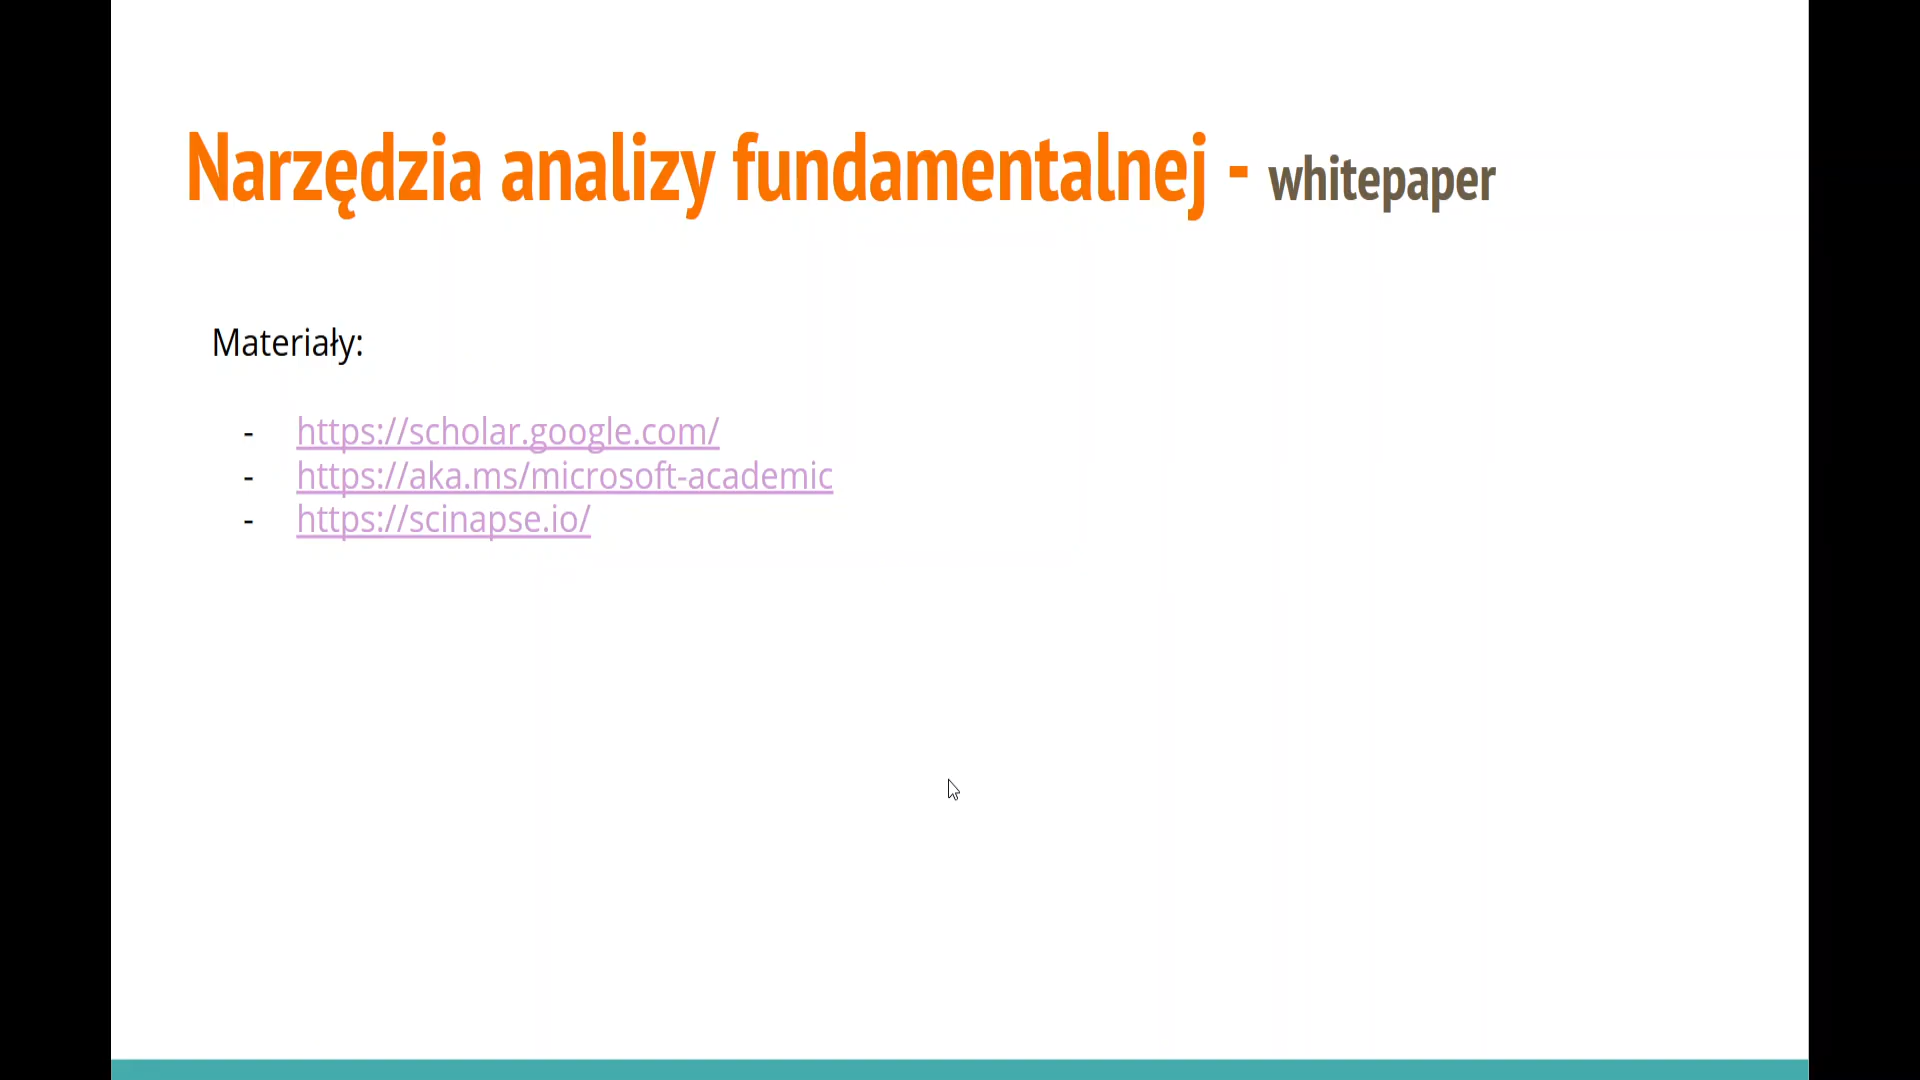 Narzędzia analizy fundamentalnej - whitepaper
Materiały:
- https://scholar.google.com/
- https://aka.ms/microsoft-academic
- https://scinapse.io/